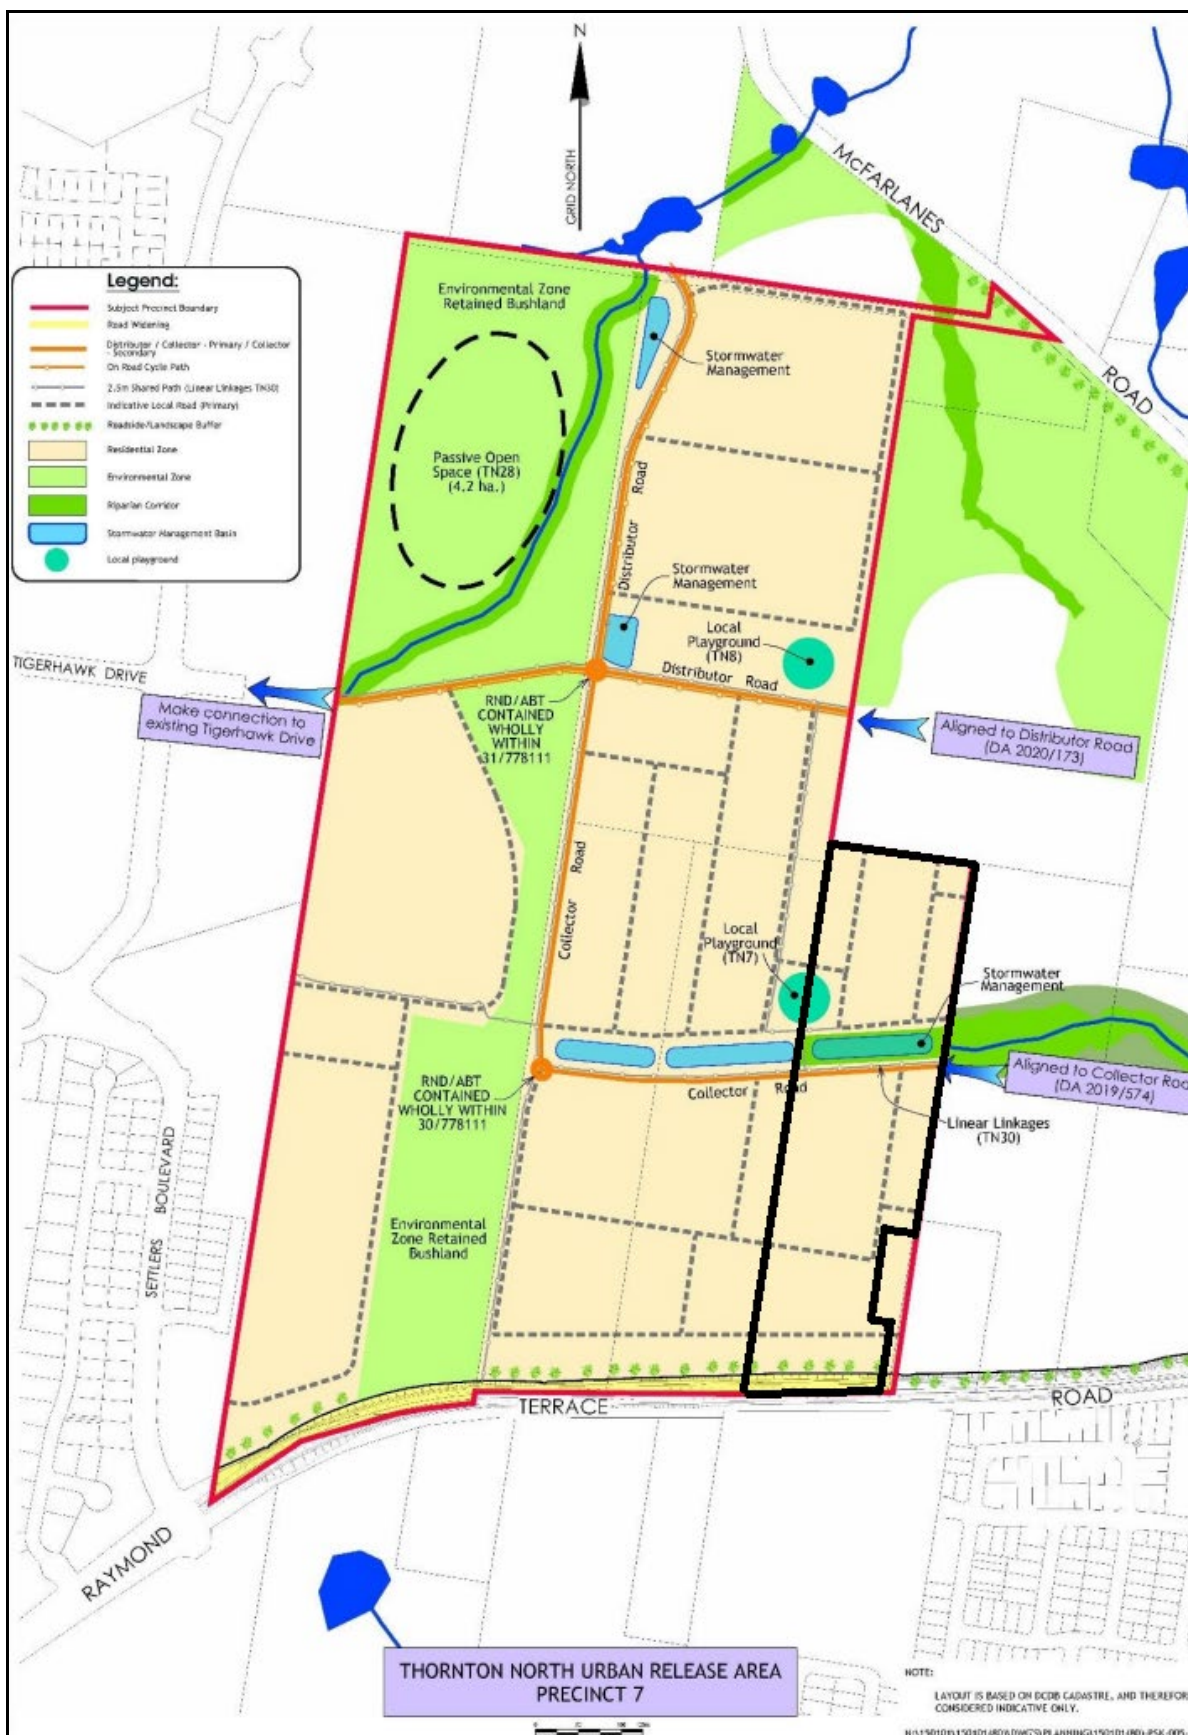 N
GRID NORTH
McFARLANES
ROAD
Legend:
Subject Precinct Boundary
Road Widening
Distributor / Collector - Primary / Collector
- Secondary
On Road Cycle Path
2.5m Shared Path (Linear Linkages TN30)
Indicative Local Road (Primary)
Roadside/Landscape Buffer
Residential Zone
Environmental Zone
Riparian Corridor
Stormwater Management Basin
Local playground
Environmental Zone
Retained Bushland
Stormwater
Management
Passive Open
Space (TN28)
(4.2 ha.)
Distributor Road
Stormwater
Management
Local
Playground
(TN8)
Distributor Road
TIGERHAWK DRIVE
Make connection to
existing Tigerhawk Drive
RND/ABT
CONTAINED
WHOLLY
WITHIN
31/778111
Aligned to Distributor Road
(DA 2020/173)
Collector Road
Local
Playground
(TN7)
Stormwater
Management
RND/ABT
CONTAINED
WHOLLY WITHIN
30/778111
Collector Road
Aligned to Collector Road
(DA 2019/574)
Linear Linkages
(TN30)
SETTLERS BOULEVARD
Environmental
Zone Retained
Bushland
RAYMOND
TERRACE
ROAD
THORNTON NORTH URBAN RELEASE AREA
PRECINCT 7
NOTE:
LAYOUT IS BASED ON DCDB CADASTRE, AND THEREFOR
CONSIDERED INDICATIVE ONLY.